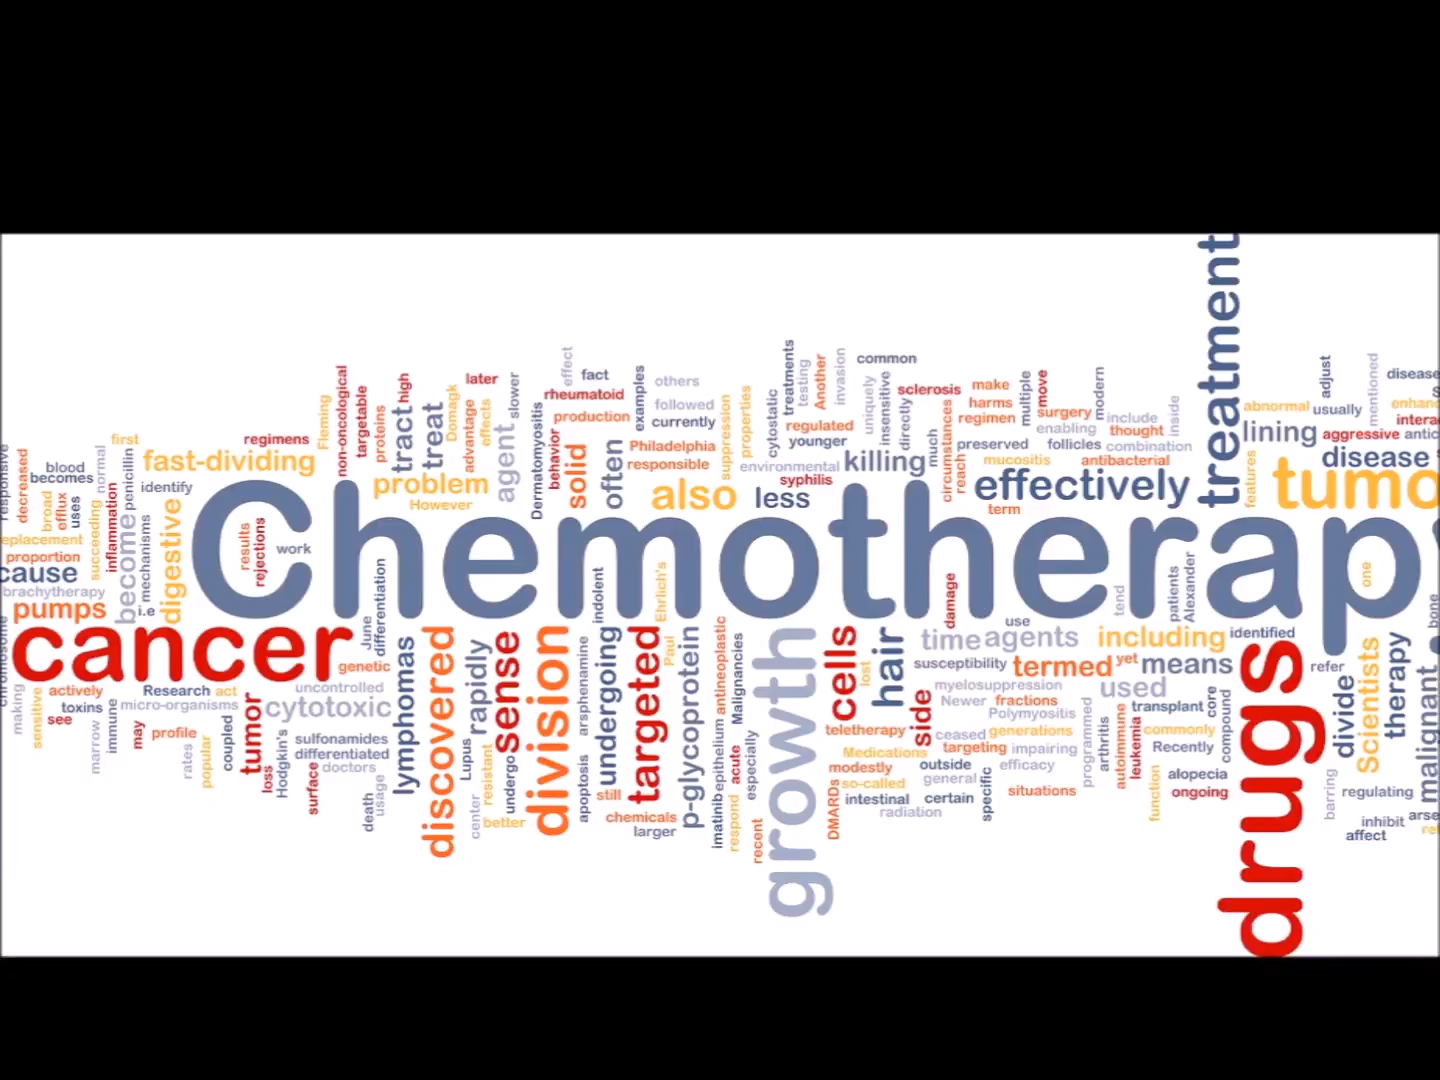 treatment
effect
fact
others
examples
treatments
testing
Another
invasion
common
adjust
mentioned
disease
non-oncological
targetable
high
later
slower
rheumatoid
followed
properties
cytostatic
uniquely
insensitive
sclerosis
make
multiple
move
modern
Fleming
proteins
tract
treat
Domagk
advantage
effects
production
currently
suppression
regulated
younger
directly
circumstances
harms
regimen
surgery
enabling
include
thought
inside
abnormal
usually
first
regimens
agent
Dermatomyositis
behavior
solid
often
Philadelphia
responsible
environmental
syphilis
killing
much
reach
preserved
follicles
combination
mucositis
antibacterial
lining
aggressive
features
disease
decreased
blood
becomes
normal
penicillin
fast-dividing
identify
problem
However
also
less
effectively
term
broad
efflux
uses
succeeding
inflammation
become
mechanisms
digestive
results
rejections
work
Chemotherapy
proportion
cause
brachytherapy
pumps
i.e
June
differentiation
indolent
Ehrlich's
damage
tend
patients
Alexander
one
bone
cancer
genetic
discovered
rapidly
sense
division
arsphenamine
undergoing
targeted
Paul
p-glycoprotein
antineoplastic
Malignancies
growth
cells
lost
hair
time
agents
use
including
identified
susceptibility
termed
yet
means
drugs
refer
making
sensitive
actively
toxins
see
marrow
immune
Research
act
micro-organisms
may
profile
rates
popular
coupled
tumor
loss
Hodgkin's
uncontrolled
cytotoxic
sulfonamides
differentiated
doctors
surface
death
usage
lymphomas
center
Lupus
resistant
better
undergo
apoptosis
still
chemicals
larger
imatinib
epithelium
respond
acute
especially
recent
side
myelosuppression
Newer
fractions
Polymyositis
used
transplant
core
compound
teletherapy
ceased
generations
targeting
impairing
programmed
arthritis
autoimmune
leukemia
commonly
Recently
Medications
modestly
so-called
outside
general
efficacy
DMARDs
intestinal
certain
radiation
specific
situations
function
alopecia
ongoing
divide
Scientists
therapy
malignant
barring
regulating
inhibit
affect